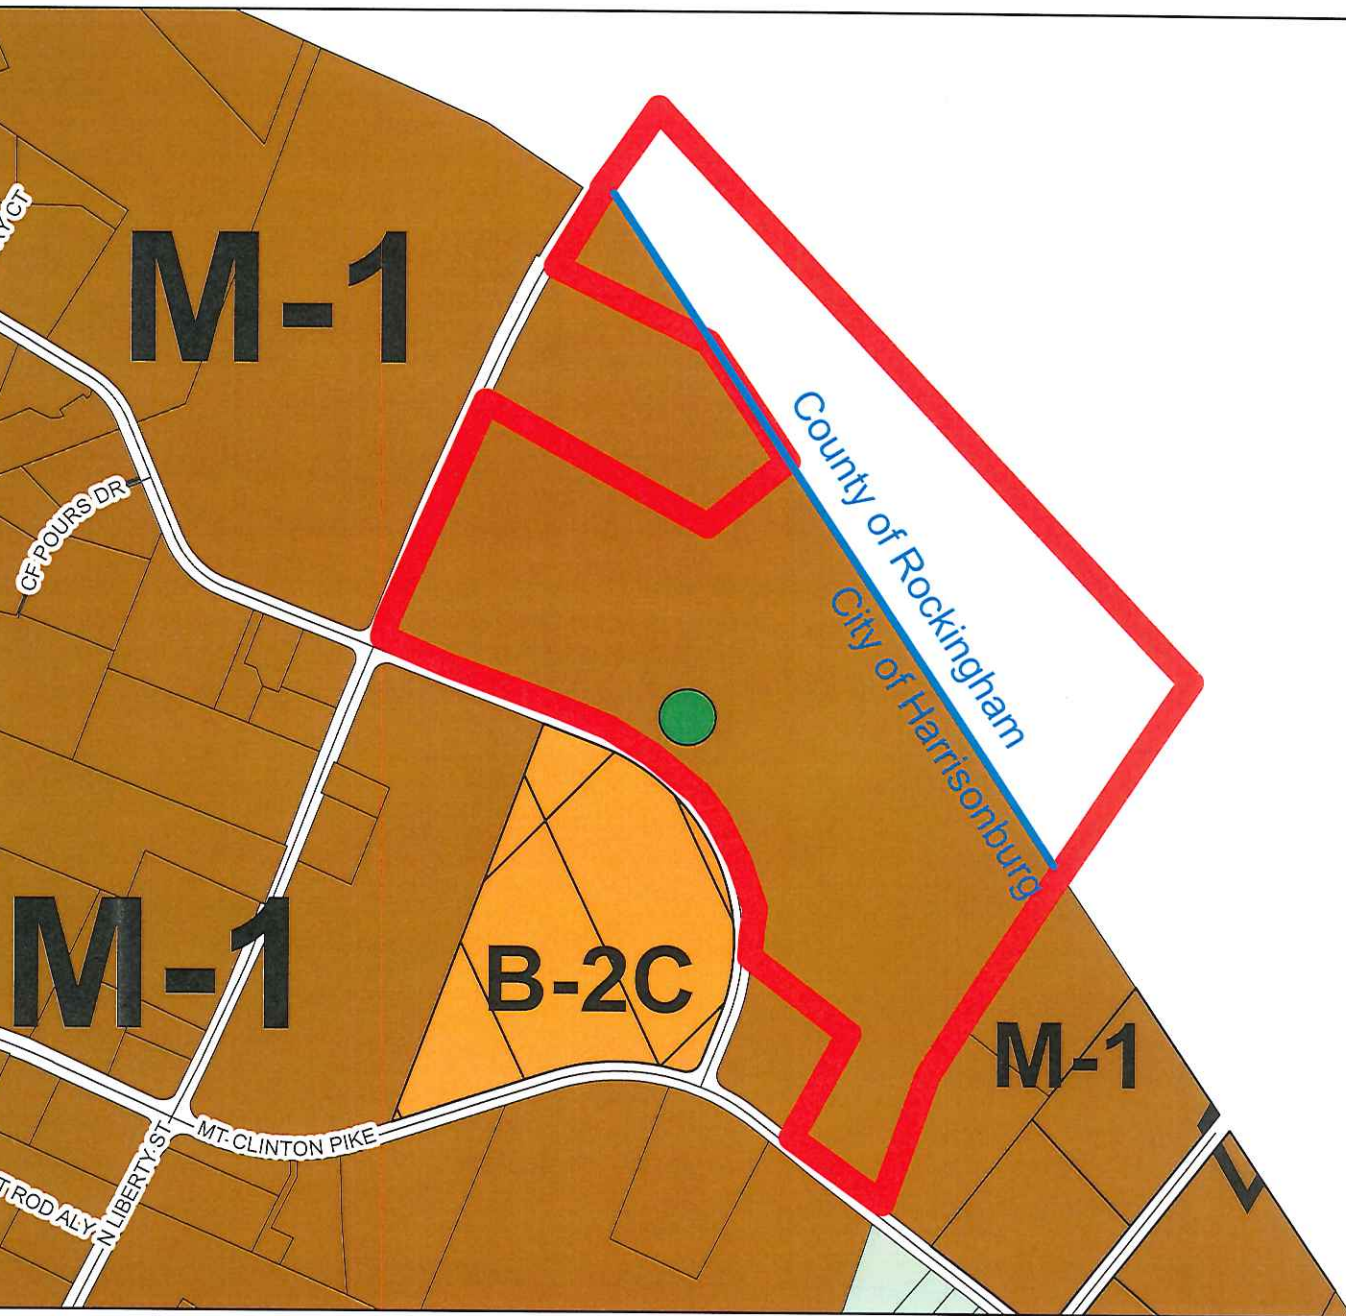 M-1
CF POURS DR
County of Rockingham
City of Harrisonburg
M-1
B-2C
M-1
MT CLINTON PIKE
N LIBERTY ST
ROD ALY